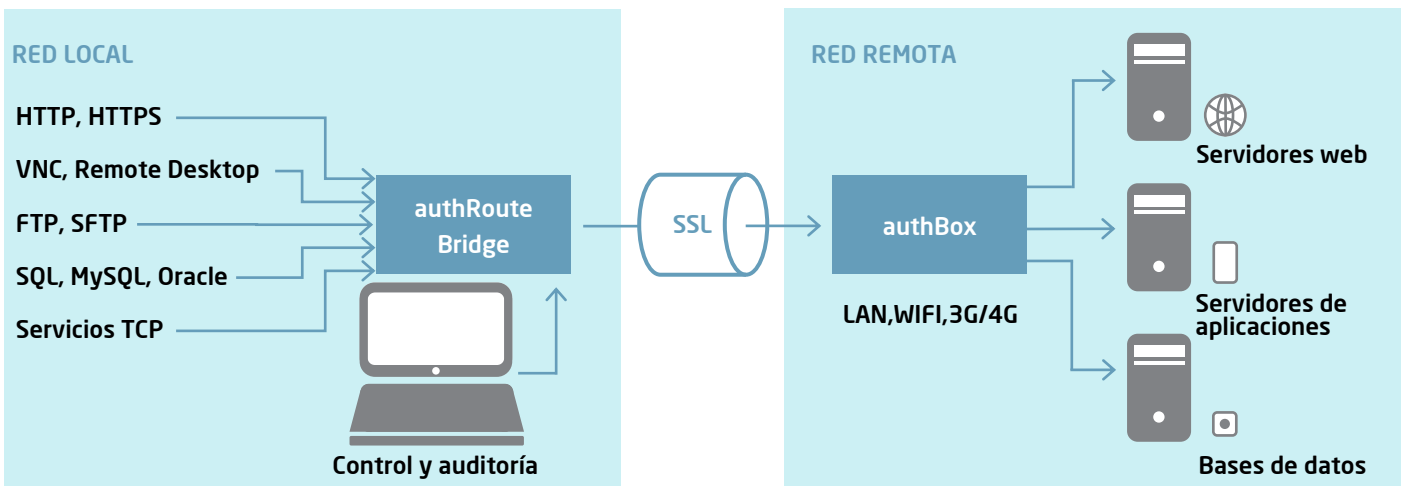 RED LOCAL
HTTP, HTTPS
VNC, Remote Desktop
FTP, SFTP
SQL, MySQL, Oracle
Servicios TCP
authRoute
Bridge
Control y auditoría
SSL
RED REMOTA
authBox
LAN,WIFI,3G/4G
Servidores web
Servidores de
aplicaciones
Bases de datos